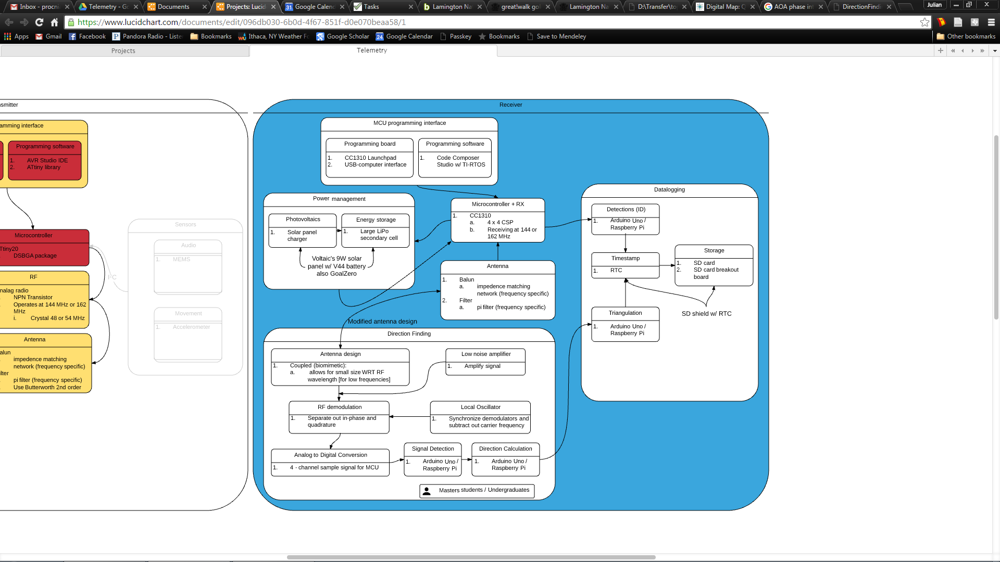 Inbox - procni
Telemetry - Go
Documents
Projects: Lucid
Google Calend
Tasks
Lamington Na
great!walk go
Lamington Na
D:\Transfer\to
Digital Map: Q
AOA phase in
DirectionFindi
Julian
https://www.lucidchart.com/documents/edit/096db030-6b0d-4f67-851f-d0e070beaa58/1
Apps
Gmail
Facebook
Pandora Radio - Liste
Bookmarks
Ithaca, NY Weather Fo
Google Scholar
Google Calendar
Passkey
Bookmarks
Save to Mendeley
Other bookmarks
Projects
Telemetry
smitter
amming interface
Programming software
1. AVR Studio IDE
2. ATtiny library
Microcontroller
Ttiny20
DSBGA package
RF
nalag radio
NPN Transistor
Operates at 144 MHz or 162
MHz
i. Crystal 48 or 54 MHz
Antenna
alun
impedence matching
network (frequency specific)
ilter
pi filter (frequency specific)
Use Butterworth 2nd order
I²C
Sensors
Audio
1. MEMS
Movement
1. Accelerometer
Receiver
MCU programming interface
Programming board
1. CC1310 Launchpad
2. USB-computer interface
Programming software
1. Code Composer
Studio w/ TI-RTOS
Power management
Photovoltaics
1. Solar panel
charger
Energy storage
1. Large LiPo
secondary cell
Voltaic's 9W solar
panel w/ V44 battery
also GoalZero
Microcontroller + RX
1. CC1310
a. 4 x 4 CSP
b. Receiving at 144 or
162 MHz
Antenna
1. Balun
a. impedence matching
network (frequency specific)
2. Filter
a. pi filter (frequency specific)
Modified antenna design
Direction Finding
Antenna design
1. Coupled (biomimetic):
a. allows for small size WRT RF
wavelength [for low frequencies]
Low noise amplifier
1. Amplify signal
RF demodulation
1. Separate out in-phase and
quadrature
Local Oscillator
1. Synchronize demodulators and
subtract out carrier frequency
Analog to Digital Conversion
1. 4 - channel sample signal for MCU
Signal Detection
1. Arduino Uno /
Raspberry Pi
Direction Calculation
1. Arduino Uno /
Raspberry Pi
Masters students / Undergraduates
Datalogging
Detections (ID)
1. Arduino Uno /
Raspberry Pi
Timestamp
1. RTC
Storage
1. SD card
2. SD card breakout
board
SD shield w/ RTC
Triangulation
1. Arduino Uno /
Raspberry Pi